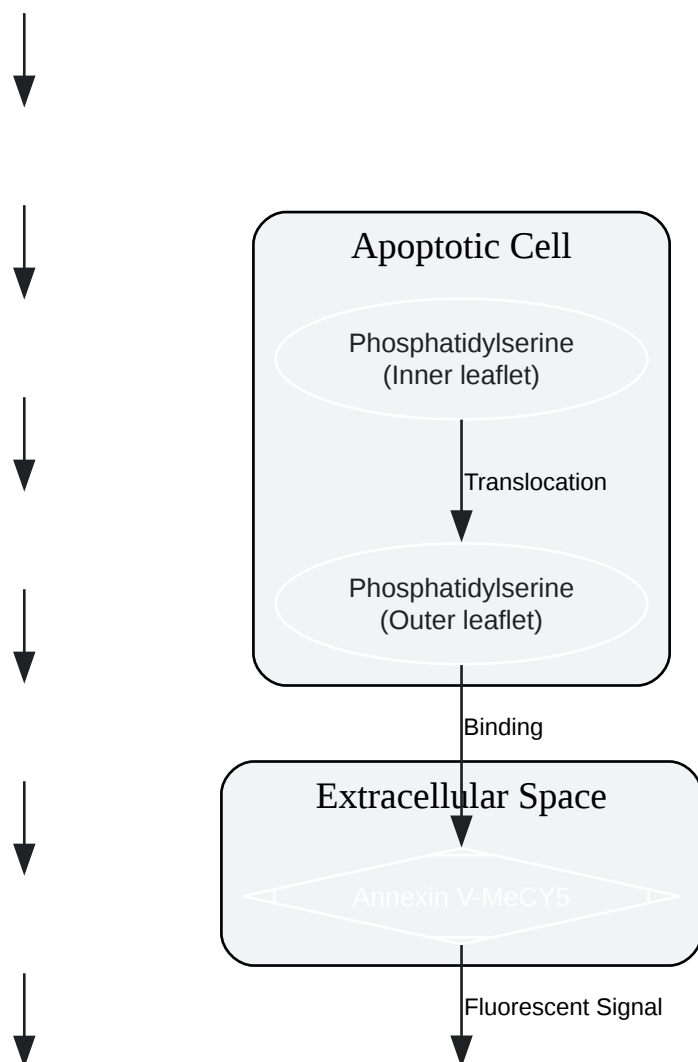 Apoptotic Cell
Phosphatidylserine
(Inner leaflet)
Translocation
Phosphatidylserine
(Outer leaflet)
Binding
Extracellular Space
Annexin V-MeCY5
Fluorescent Signal